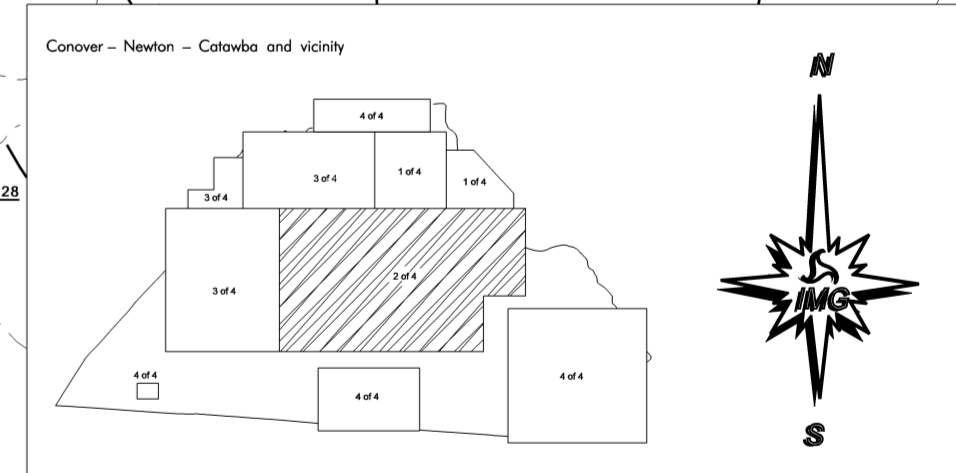 Conover – Newton – Catawba and vicinity
N
4 of 4
3 of 4
1 of 4
1 of 4
3 of 4
28
2 of 4
3 of 4
IMG
4 of 4
4 of 4
4 of 4
S